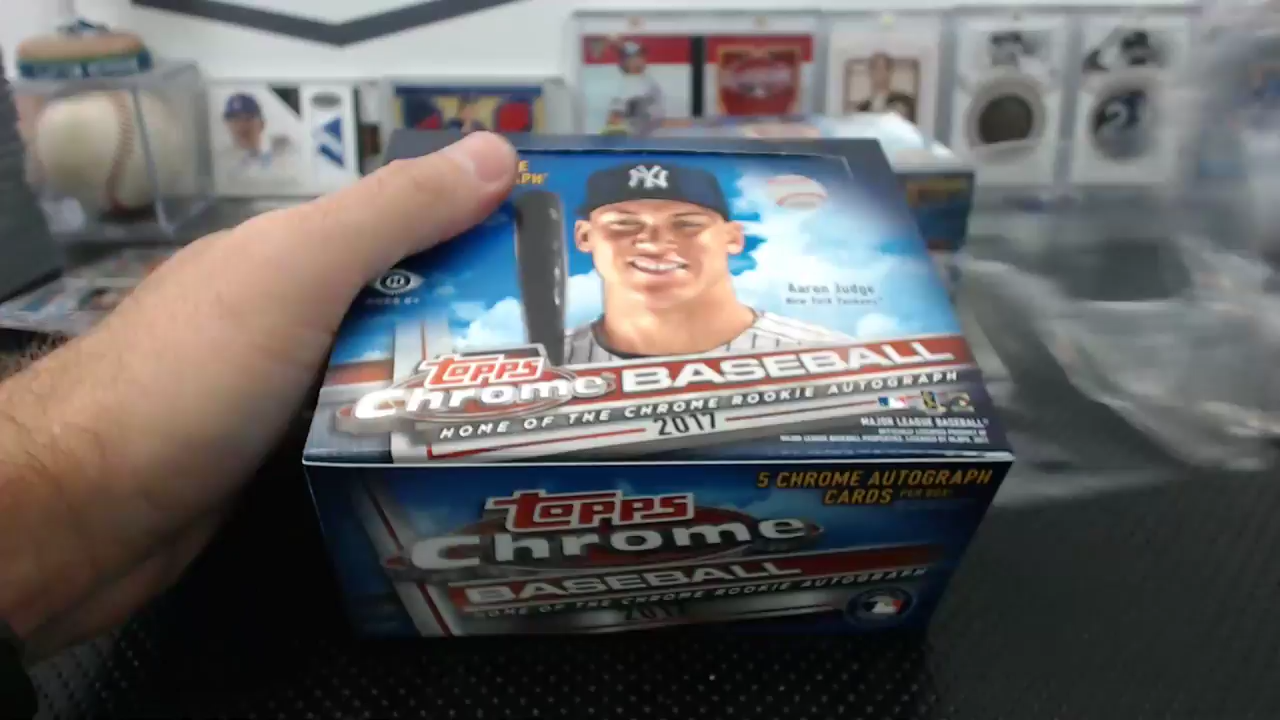 Aaron Judge
New York Yankees
topps
Chrome BASEBALL
HOME OF THE CHROME ROOKIE AUTOGRAPH
2017
MAJOR LEAGUE BASEBALL
5 CHROME AUTOGRAPH
CARDS PER BOX!
topps
Chrome
BASEBALL
HOME OF THE CHROME ROOKIE AUTOGRAPH
2017